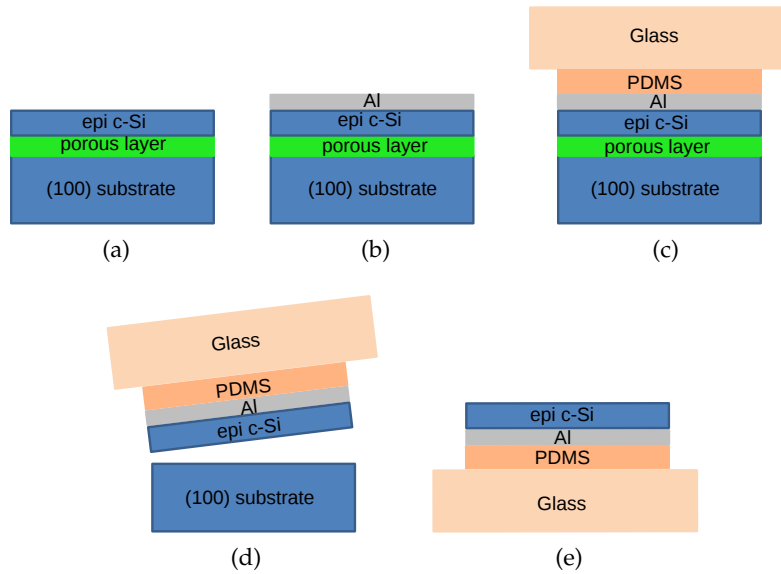 epi c-Si
porous layer
(100) substrate
(a)
Al
epi c-Si
porous layer
(100) substrate
(b)
Glass
PDMS
Al
epi c-Si
porous layer
(100) substrate
(c)
Glass
PDMS
Al
epi c-Si
(100) substrate
(d)
epi c-Si
Al
PDMS
Glass
(e)